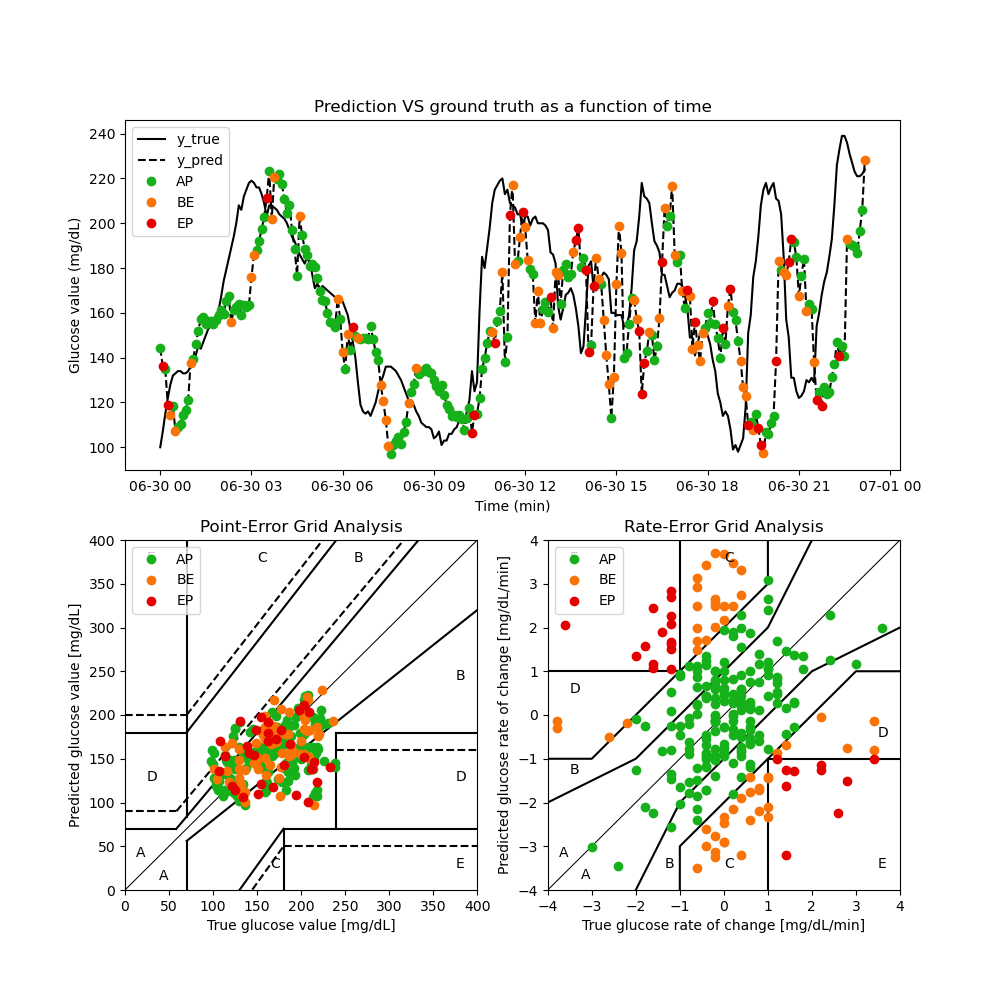 Prediction VS ground truth as a function of time
Glucose value (mg/dL)
240
220
200
180
160
140
120
100
y_true
y_pred
AP
BE
EP
06-30 00
06-30 03
06-30 06
06-30 09
06-30 12
06-30 15
06-30 18
06-30 21
07-01 00
Time (min)
Point-Error Grid Analysis
Predicted glucose value [mg/dL]
400
350
300
250
200
150
100
50
0
AP
BE
EP
C
B
B
D
D
A
A
C
E
0
50
100
150
200
250
300
350
400
True glucose value [mg/dL]
Rate-Error Grid Analysis
Predicted glucose rate of change [mg/dL/min]
4
3
2
1
0
−1
−2
−3
−4
AP
BE
EP
C
D
D
B
A
A
B
C
E
−4
−3
−2
−1
0
1
2
3
4
True glucose rate of change [mg/dL/min]